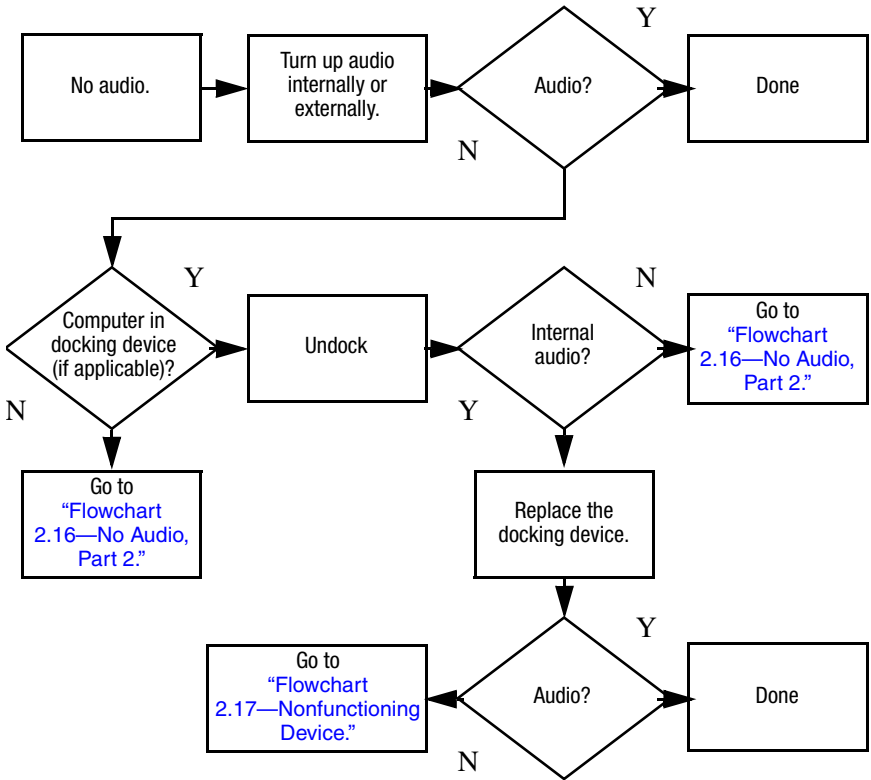 Y
No audio.
Turn up audio
internally or
externally.
Audio?
Done
N
Y
N
Computer in
docking device
(if applicable)?
Undock
Internal
audio?
Go to
“Flowchart
2.16—No Audio,
Part 2.”
N
Y
Go to
“Flowchart
2.16—No Audio,
Part 2.”
Replace the
docking device.
Y
Go to
“Flowchart
2.17—Nonfunctioning
Device.”
Audio?
Done
N